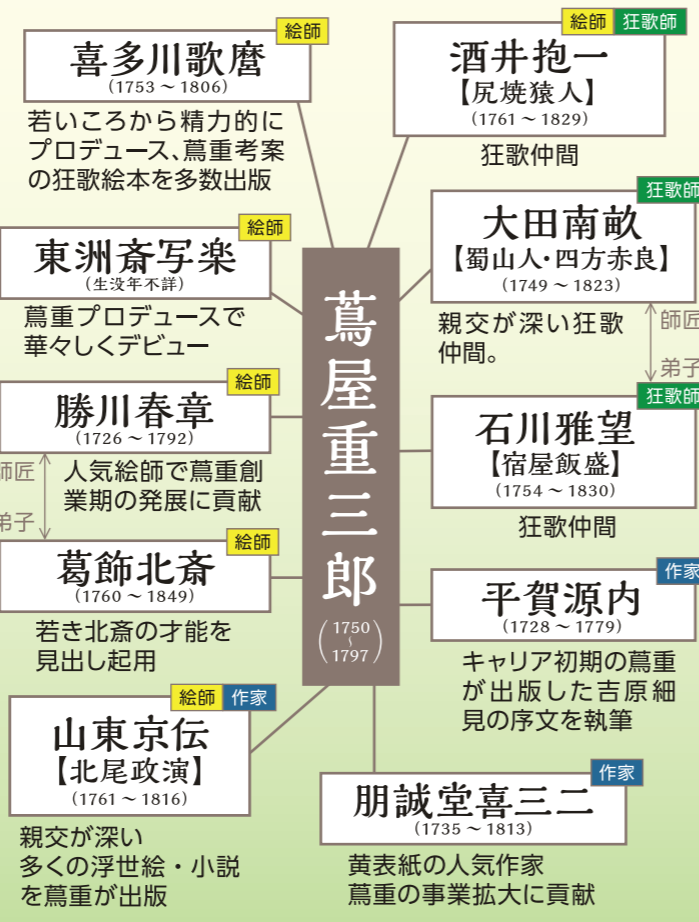 絵師
喜多川歌麿
(1753 ～ 1806)
若いころから精力的に
プロデュース、蔦重考案
の狂歌絵本を多数出版
絵師 狂歌師
酒井抱一
【尻焼猿人】
(1761 ～ 1829)
狂歌仲間
絵師
東洲斎写楽
(生没年不詳)
蔦重プロデュースで
華々しくデビュー
狂歌師
大田南畝
【蜀山人・四方赤良】
(1749 ～ 1823)
親交が深い狂歌
仲間。
師匠
弟子
絵師
勝川春章
(1726 ～ 1792)
人気絵師で蔦重創
業期の発展に貢献
師匠
弟子
狂歌師
石川雅望
【宿屋飯盛】
(1754 ～ 1830)
狂歌仲間
絵師
葛飾北斎
(1760 ～ 1849)
若き北斎の才能を
見出し起用
作家
平賀源内
(1728 ～ 1779)
キャリア初期の蔦重
が出版した吉原細
見の序文を執筆
絵師 作家
山東京伝
【北尾政演】
(1761 ～ 1816)
親交が深い
多くの浮世絵・小説
を蔦重が出版
作家
朋誠堂喜三二
(1735 ～ 1813)
黄表紙の人気作家
蔦重の事業拡大に貢献
蔦屋重三郎
(1750 ～ 1797)